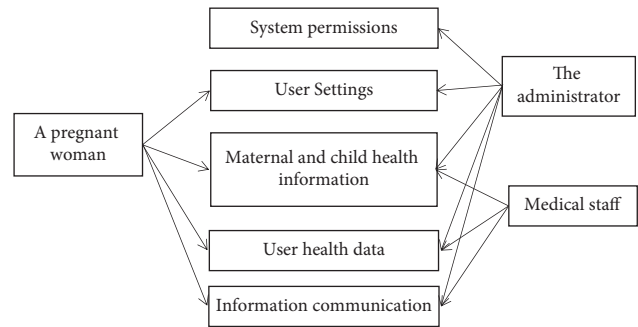 System permissions
The
administrator
User Settings
A pregnant
woman
Maternal and child health
information
Medical staff
User health data
Information communication